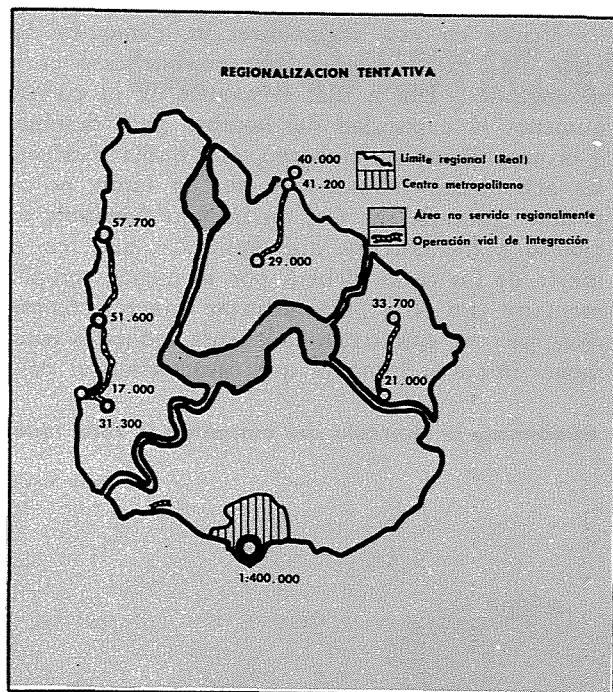 REGIONALIZACION TENTATIVA
40.000
41.200
Limite regional (Real)
Centro metropolitano
Area no servida regionalmente
Operación vial de Integración
57.700
29.000
33.700
51.600
17.000
31.300
21.000
1:400.000